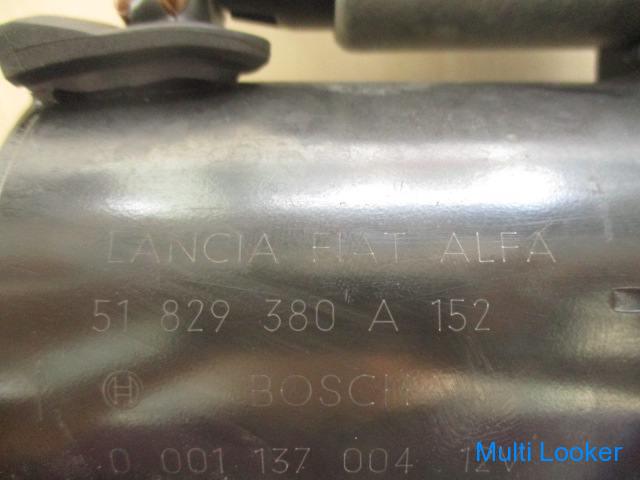 LANCIA FIAT ALFA
51 829 380 A 152
BOSCH
0 001 137 004 12V
Multi Looker